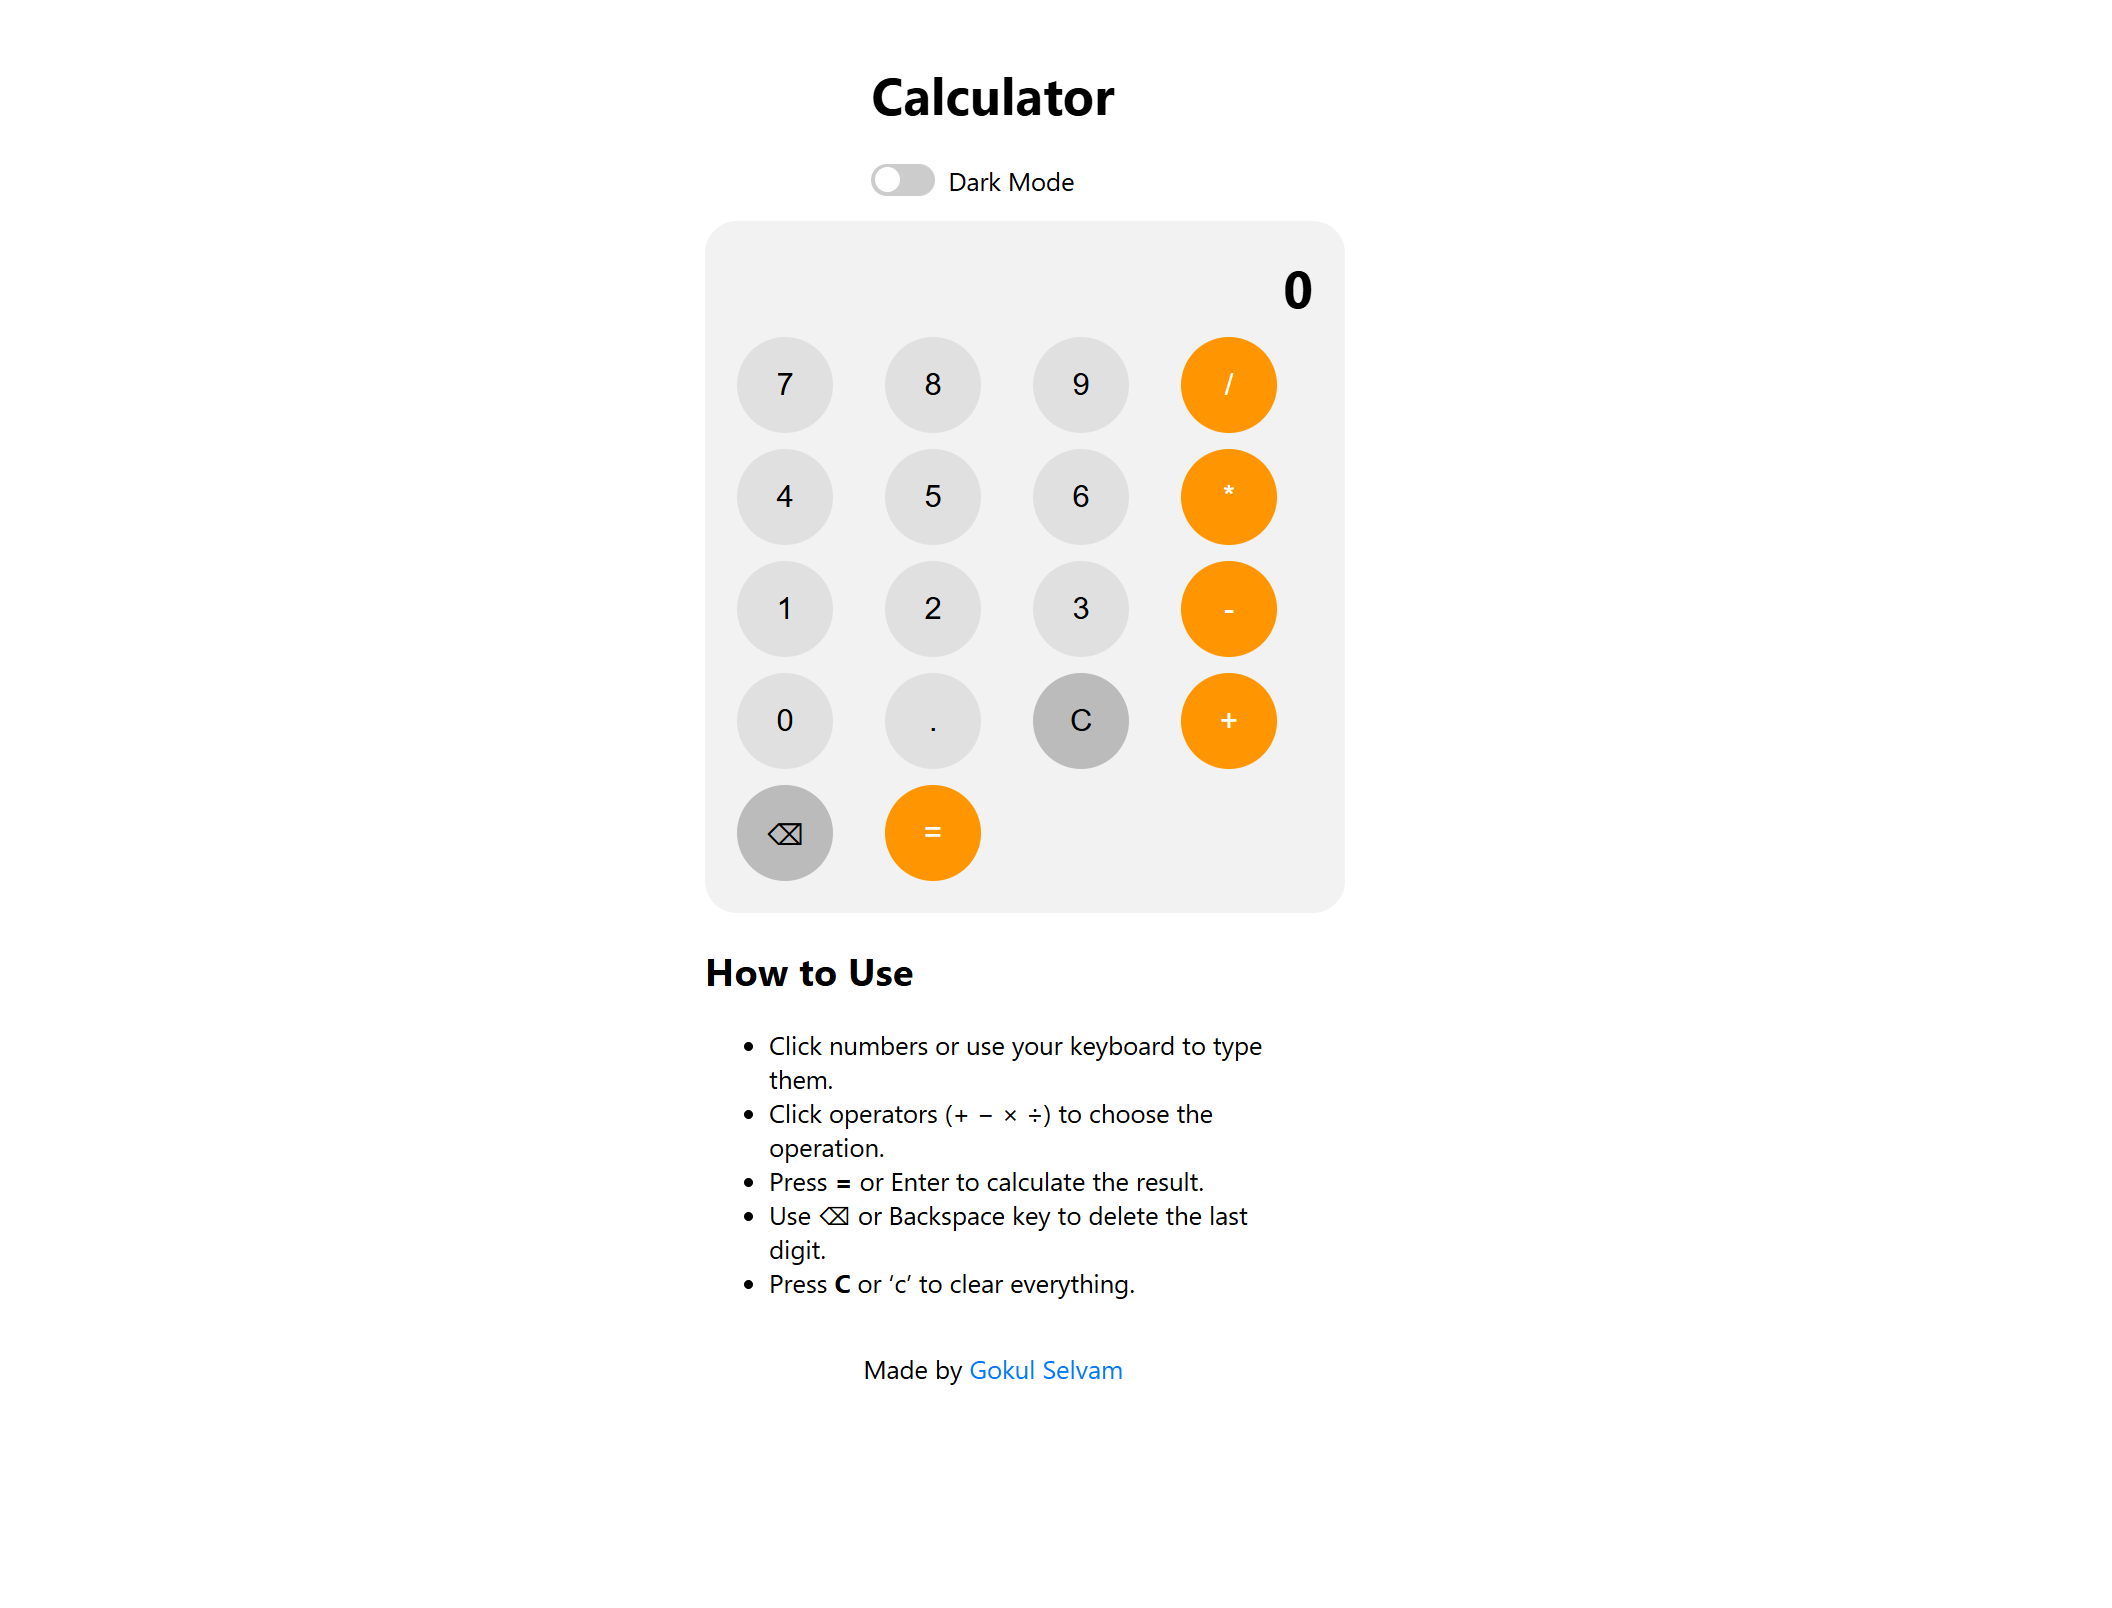 Calculator
Dark Mode
0
7 8 9 /
4 5 6 *
1 2 3 -
0 . C +
⌫ =
How to Use
• Click numbers or use your keyboard to type
them.
• Click operators (+ − × ÷) to choose the
operation.
• Press = or Enter to calculate the result.
• Use ⌫ or Backspace key to delete the last
digit.
• Press C or ‘c’ to clear everything.
Made by Gokul Selvam